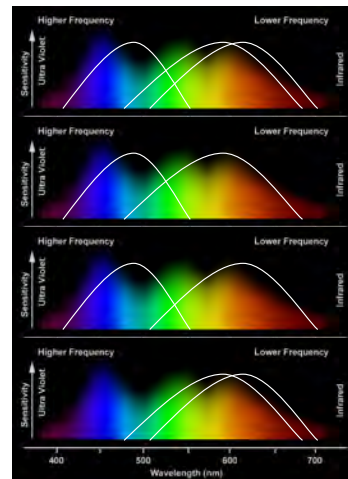 Higher Frequency Lower Frequency
Sensitivity
Ultra Violet
Infrared
Higher Frequency Lower Frequency
Sensitivity
Ultra Violet
Infrared
Higher Frequency Lower Frequency
Sensitivity
Ultra Violet
Infrared
Higher Frequency Lower Frequency
Sensitivity
Ultra Violet
Infrared
400 500 600 700
Wavelength (nm)